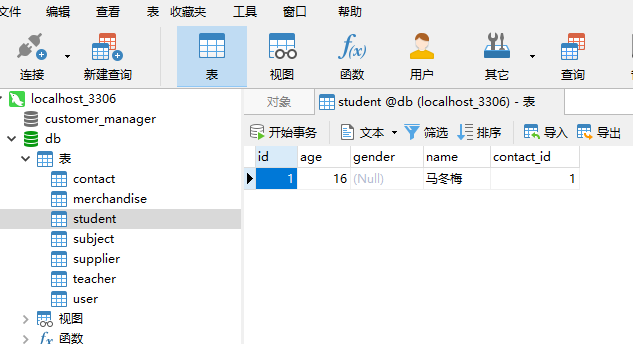 文件 编辑 查看 表 收藏夹 工具 窗口 帮助
连接 新建查询 表 视图 f(x) 函数 用户 其它 查询
localhost_3306
customer_manager
db
表
contact
merchandise
student
subject
supplier
teacher
user
视图
fx 函数
对象 student @db (localhost_3306) - 表
开始事务 文本 筛选 排序 导入 导出
id age gender name contact_id
1 16 (Null) 马冬梅 1